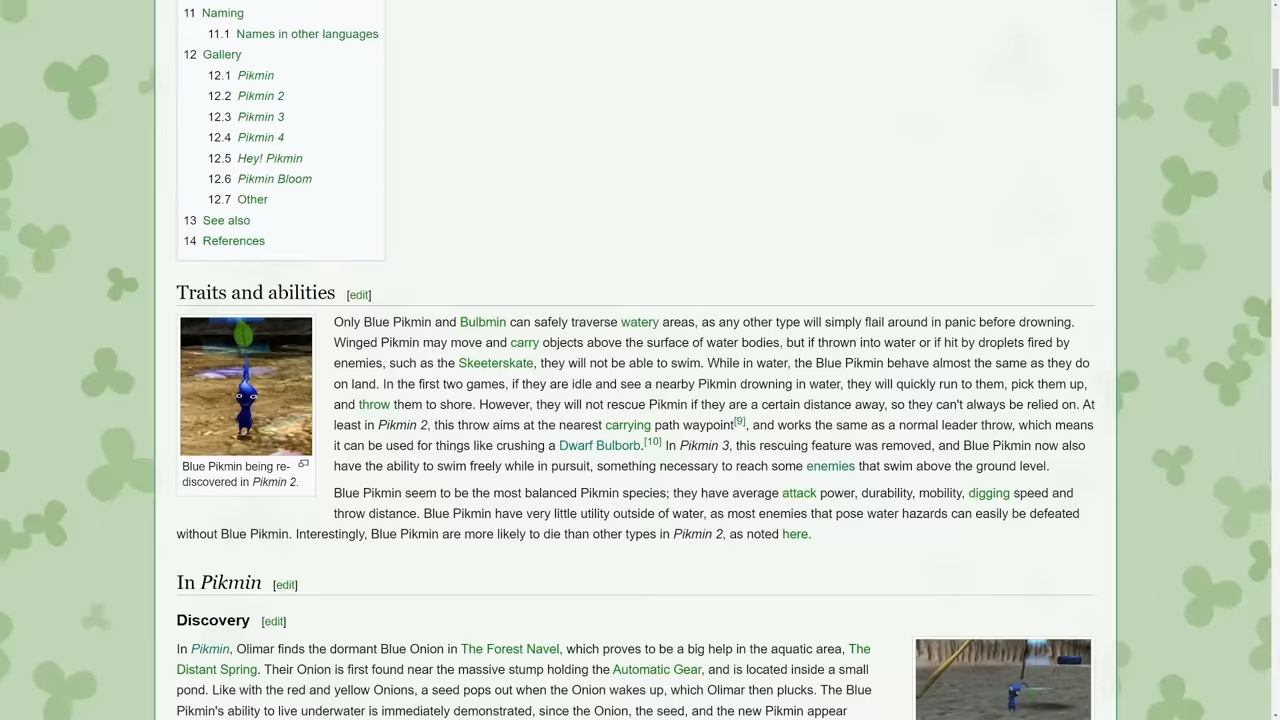 11 Naming
11.1 Names in other languages
12 Gallery
12.1 Pikmin
12.2 Pikmin 2
12.3 Pikmin 3
12.4 Pikmin 4
12.5 Hey! Pikmin
12.6 Pikmin Bloom
12.7 Other
13 See also
14 References
Traits and abilities [edit]
Blue Pikmin being re-
discovered in Pikmin 2.
Only Blue Pikmin and Bulbmin can safely traverse watery areas, as any other type will simply flail around in panic before drowning.
Winged Pikmin may move and carry objects above the surface of water bodies, but if thrown into water or if hit by droplets fired by
enemies, such as the Skeeterskate, they will not be able to swim. While in water, the Blue Pikmin behave almost the same as they do
on land. In the first two games, if they are idle and see a nearby Pikmin drowning in water, they will quickly run to them, pick them up,
and throw them to shore. However, they will not rescue Pikmin if they are a certain distance away, so they can't always be relied on. At
least in Pikmin 2, this throw aims at the nearest carrying path waypoint[9], and works the same as a normal leader throw, which means
it can be used for things like crushing a Dwarf Bulborb.[10] In Pikmin 3, this rescuing feature was removed, and Blue Pikmin now also
have the ability to swim freely while in pursuit, something necessary to reach some enemies that swim above the ground level.
Blue Pikmin seem to be the most balanced Pikmin species; they have average attack power, durability, mobility, digging speed and
throw distance. Blue Pikmin have very little utility outside of water, as most enemies that pose water hazards can easily be defeated
without Blue Pikmin. Interestingly, Blue Pikmin are more likely to die than other types in Pikmin 2, as noted here.
In Pikmin [edit]
Discovery [edit]
In Pikmin, Olimar finds the dormant Blue Onion in The Forest Navel, which proves to be a big help in the aquatic area, The
Distant Spring. Their Onion is first found near the massive stump holding the Automatic Gear, and is located inside a small
pond. Like with the red and yellow Onions, a seed pops out when the Onion wakes up, which Olimar then plucks. The Blue
Pikmin's ability to live underwater is immediately demonstrated, since the Onion, the seed, and the new Pikmin appear